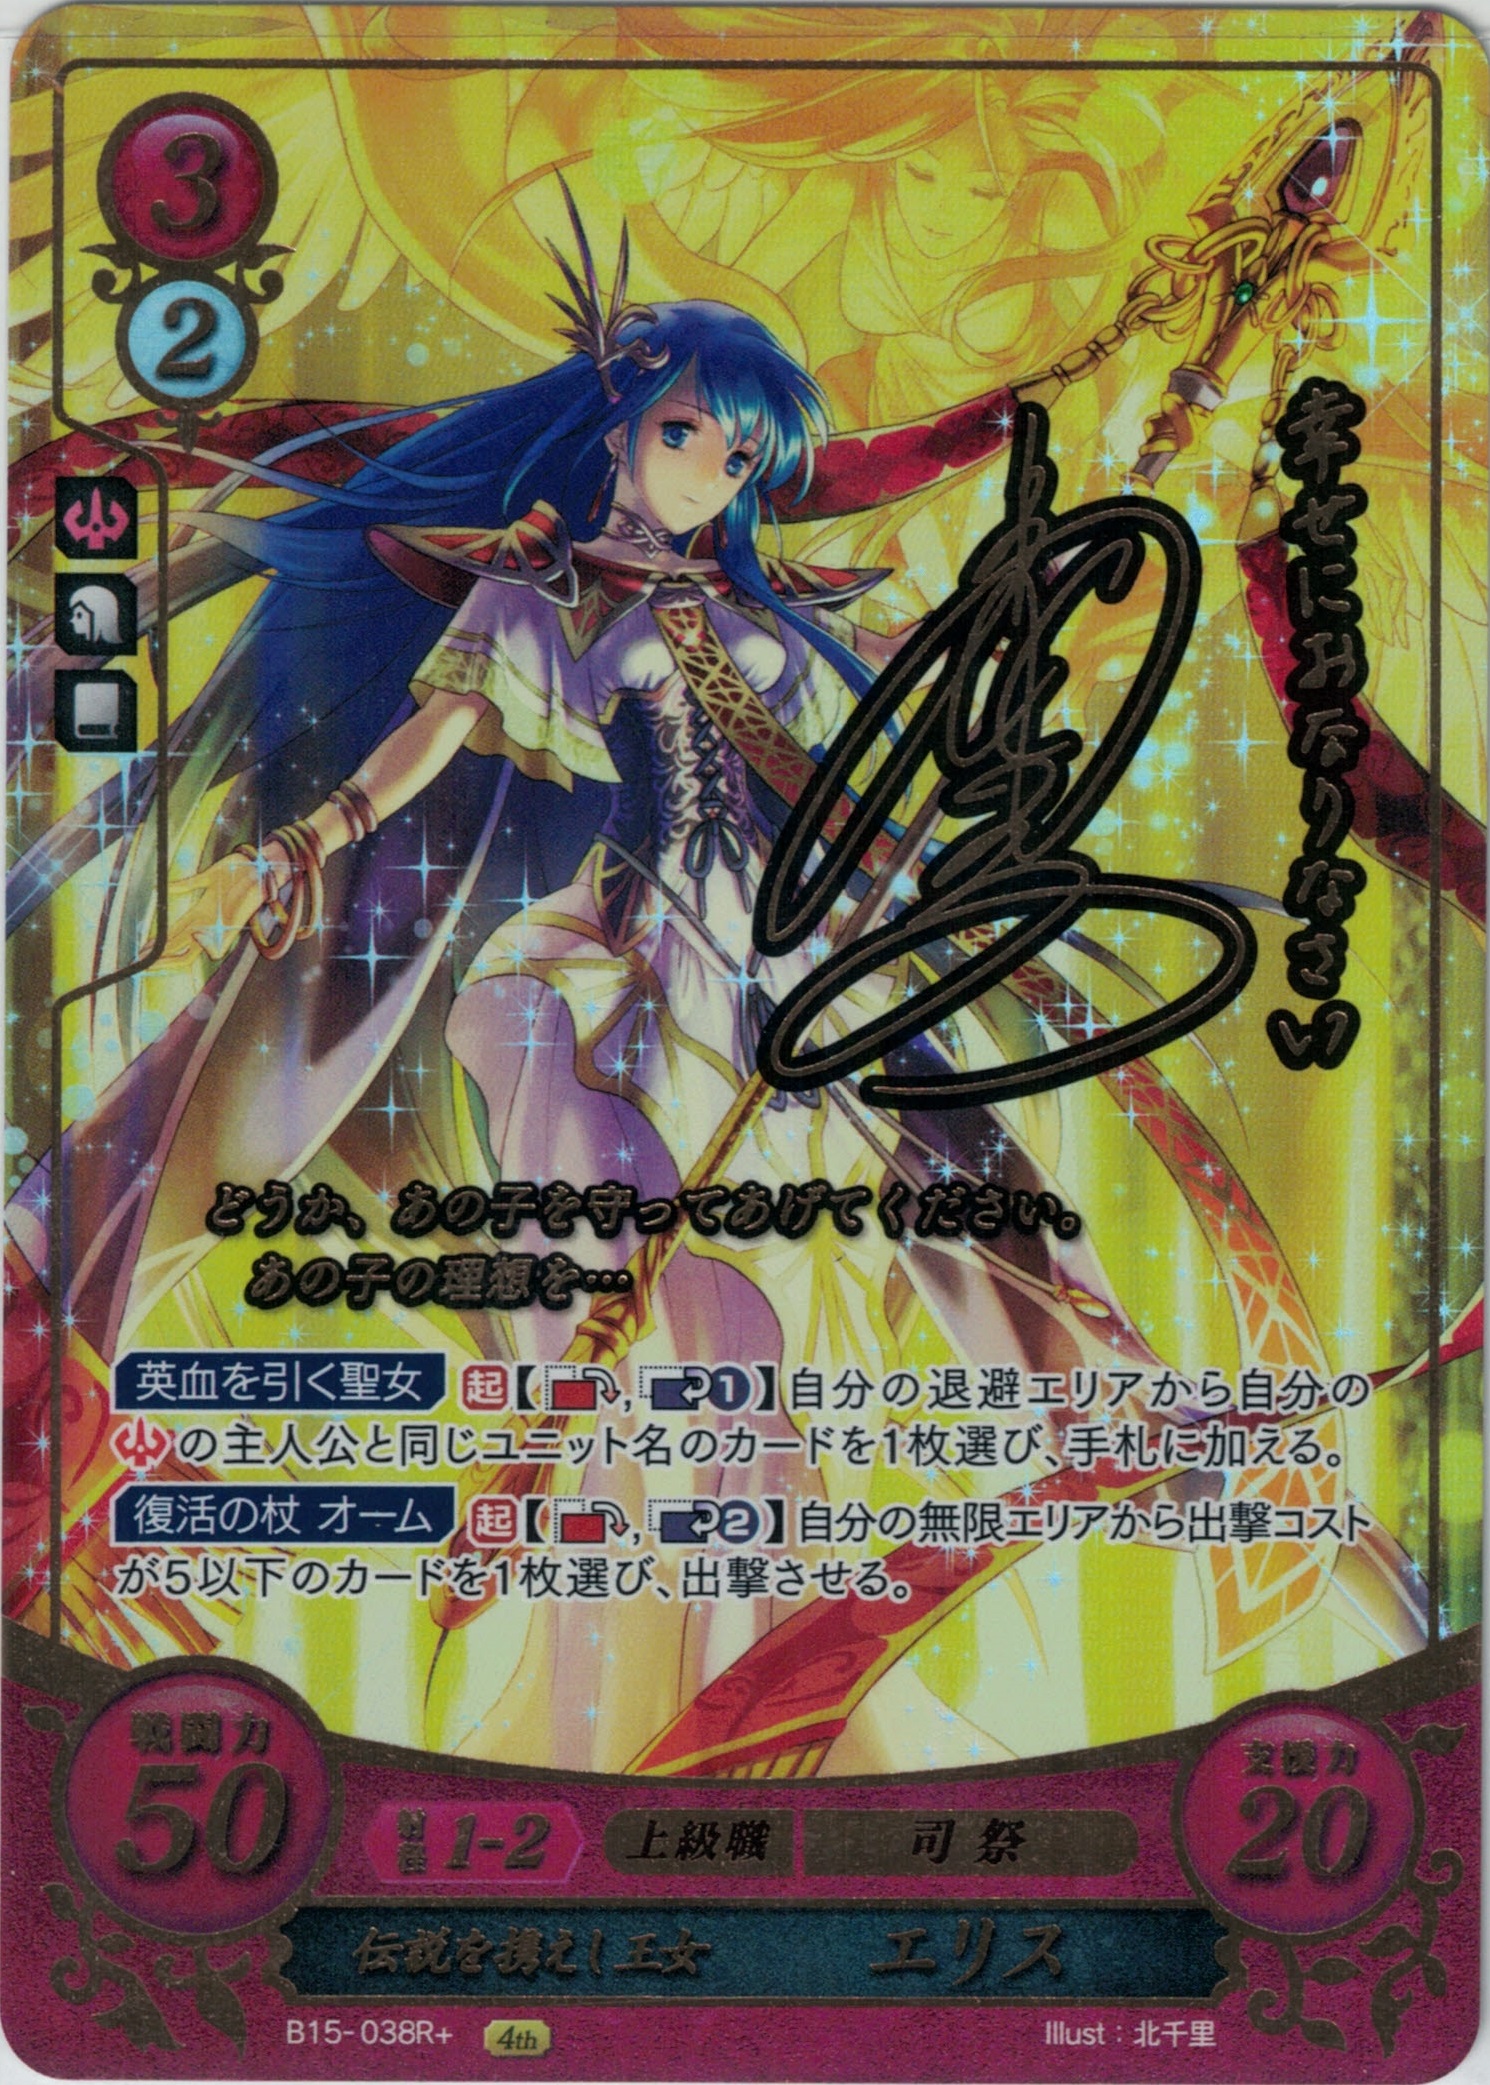 3
2
幸せにおなりなさい
どうか、あの子を守ってあげてください。
あの子の理想を…
英血を引く聖女 起【 , 1】自分の退避エリアから自分の
の主人公と同じユニット名のカードを1枚選び、手札に加える。
復活の杖 オーム 起【 , 2】自分の無限エリアから出撃コスト
が5以下のカードを1枚選び、出撃させる。
戦闘力
50
射程 1-2 上級職 司祭
支援力
20
伝説を携えし王女 エリス
B15-038R+ 4th Illust：北千里